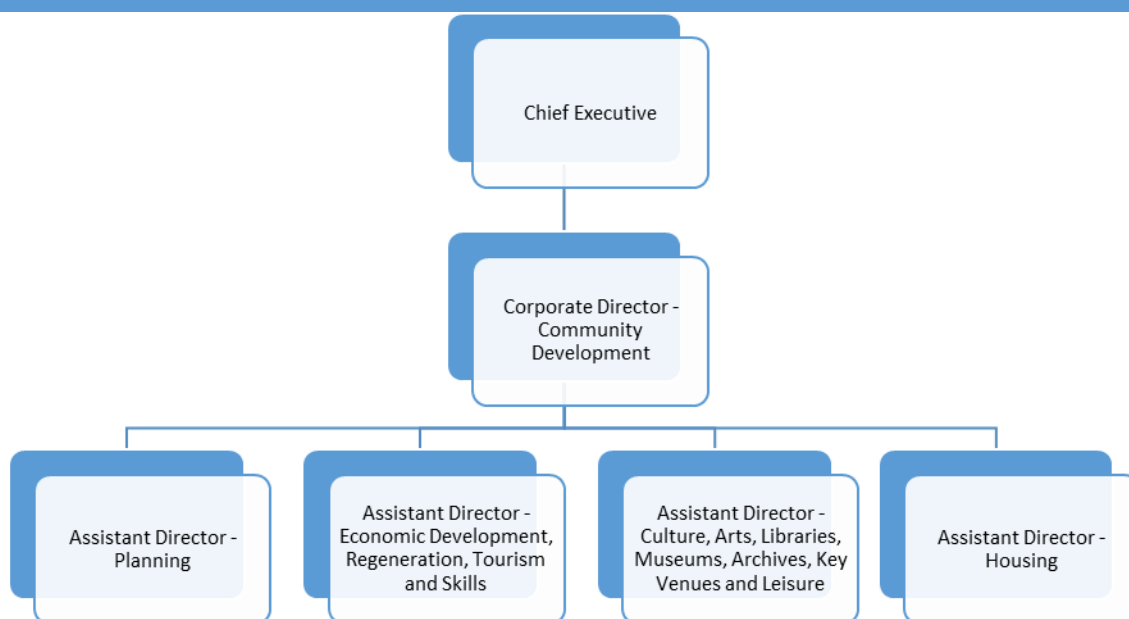 Chief Executive
Corporate Director -
Community
Development
Assistant Director -
Planning
Assistant Director -
Economic Development,
Regeneration, Tourism
and Skills
Assistant Director -
Culture, Arts, Libraries,
Museums, Archives, Key
Venues and Leisure
Assistant Director -
Housing